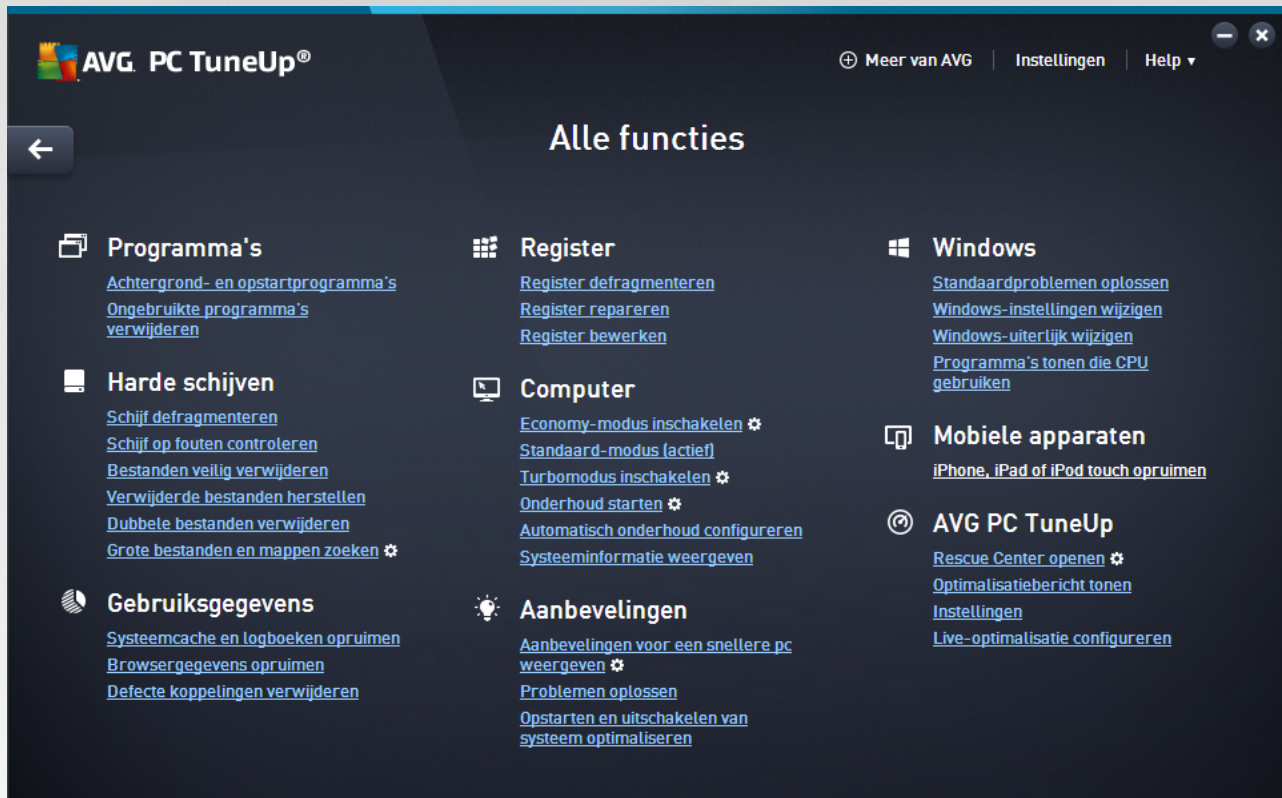 AVG PC TuneUp®
Meer van AVG
Instellingen
Help
Alle functies
Programma's
Achtergrond- en opstartprogramma's
Ongebruikte programma's
verwijderen
Harde schijven
Schijf defragmenteren
Schijf op fouten controleren
Bestanden veilig verwijderen
Verwijderde bestanden herstellen
Dubbele bestanden verwijderen
Grote bestanden en mappen zoeken
Gebruiksgegevens
Systeemcache en logboeken opruimen
Browsergegevens opruimen
Defecte koppelingen verwijderen
Register
Register defragmenteren
Register repareren
Register bewerken
Computer
Economy-modus inschakelen
Standaard-modus (actief)
Turbomodus inschakelen
Onderhoud starten
Automatisch onderhoud configureren
Systeeminformatie weergeven
Aanbevelingen
Aanbevelingen voor een snellere pc
weergeven
Problemen oplossen
Opstarten en uitschakelen van
systeem optimaliseren
Windows
Standaardproblemen oplossen
Windows-instellingen wijzigen
Windows-uiterlijk wijzigen
Programma's tonen die CPU
gebruiken
Mobiele apparaten
iPhone, iPad of iPod touch opruimen
AVG PC TuneUp
Rescue Center openen
Optimalisatiebericht tonen
Instellingen
Live-optimalisatie configureren